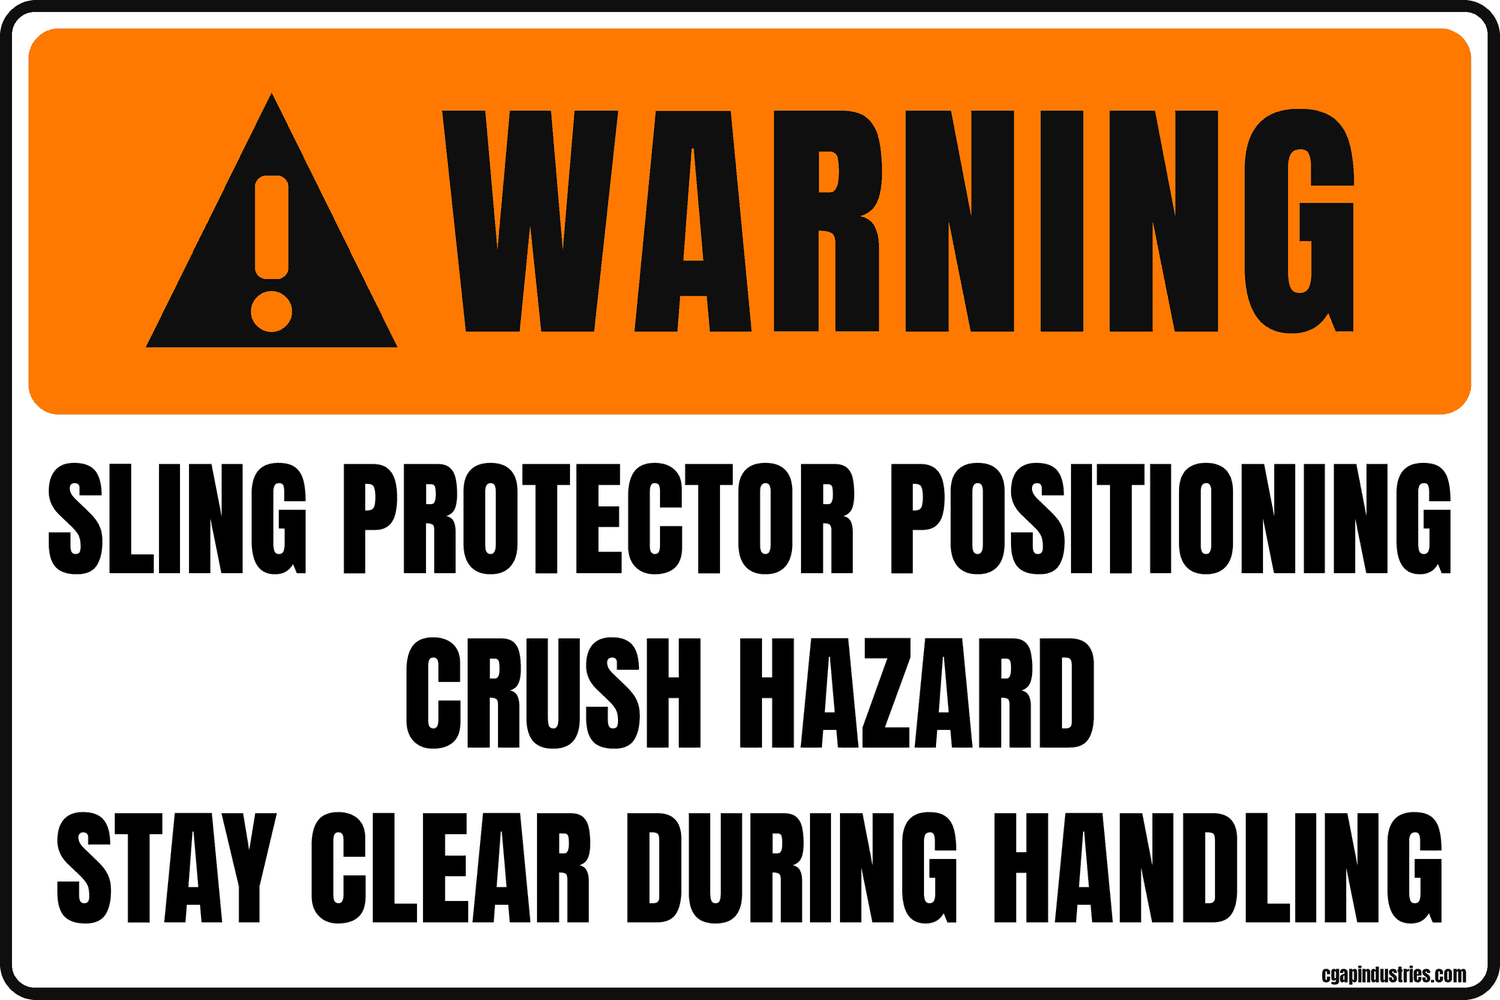 WARNING
SLING PROTECTOR POSITIONING
CRUSH HAZARD
STAY CLEAR DURING HANDLING
cgapindustries.com